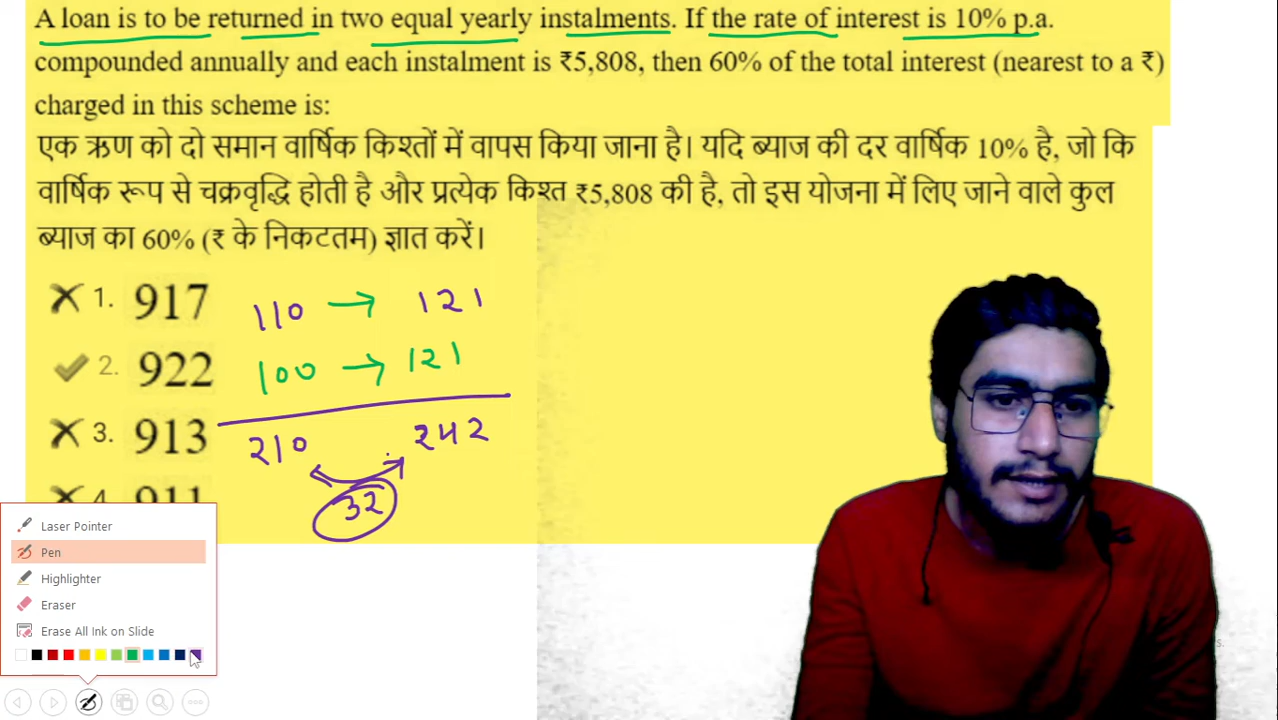 A loan is to be returned in two equal yearly instalments. If the rate of interest is 10% p.a.
compounded annually and each instalment is ₹5,808, then 60% of the total interest (nearest to a ₹)
charged in this scheme is:
एक ऋण को दो समान वार्षिक किश्तों में वापस किया जाना है। यदि ब्याज की दर वार्षिक 10% है, जो कि
वार्षिक रूप से चक्रवृद्धि होती है और प्रत्येक किश्त ₹5,808 की है, तो इस योजना में लिए जाने वाले कुल
ब्याज का 60% (₹ के निकटतम) ज्ञात करें।
1. 917
110 → 121
2. 922
100 → 121
3. 913
210 242
32
4. 911
Laser Pointer
Pen
Highlighter
Eraser
Erase All Ink on Slide
s.